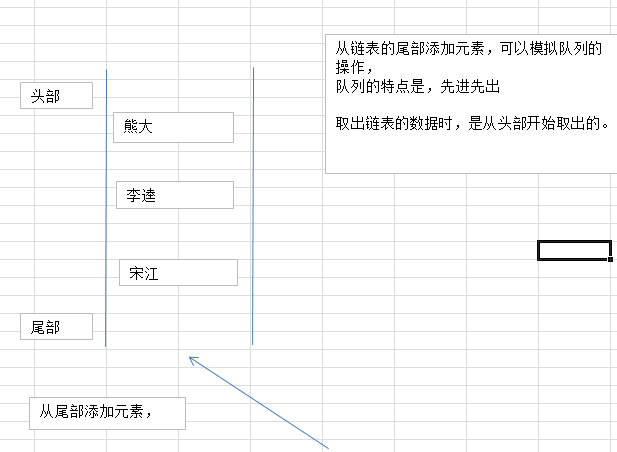 从链表的尾部添加元素，可以模拟队列的
操作，
队列的特点是，先进先出
取出链表的数据时，是从头部开始取出的。
头部
熊大
李逵
宋江
尾部
从尾部添加元素，